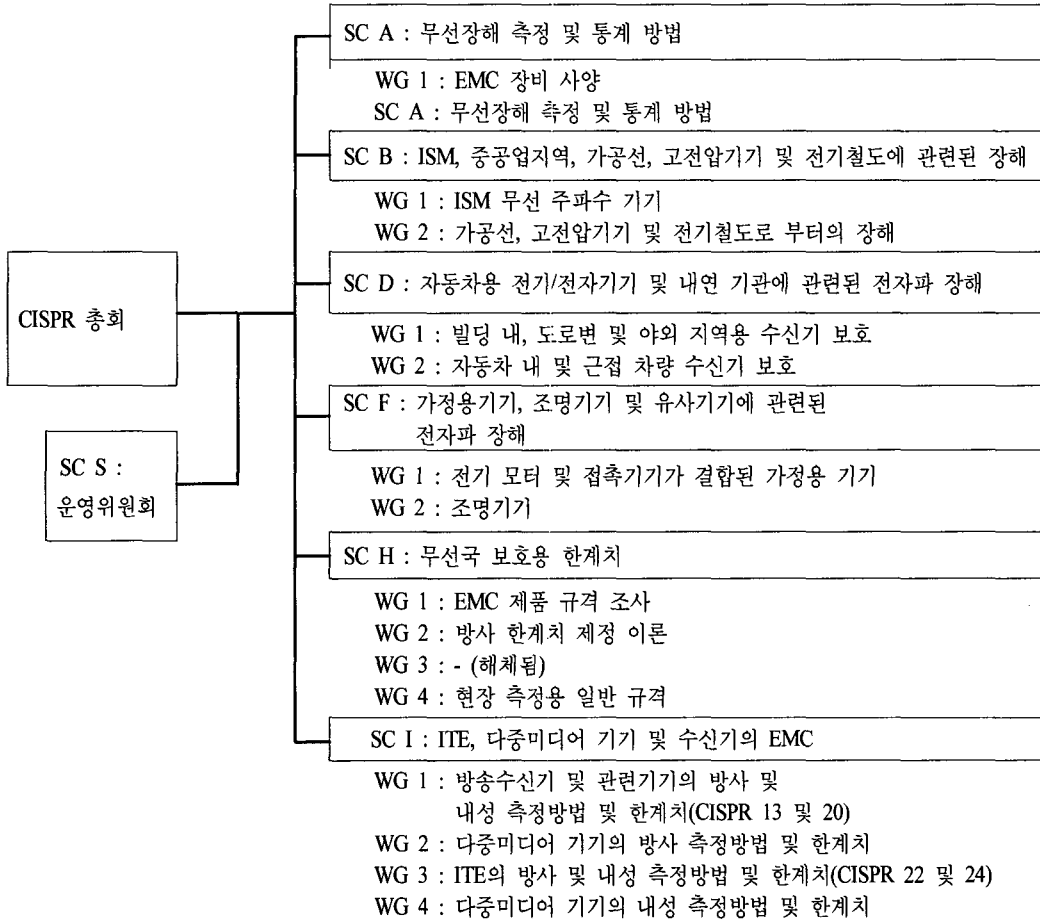 SC A : 무선장해 측정 및 통계 방법
WG 1 : EMC 장비 사양
SC A : 무선장해 측정 및 통계 방법
SC B : ISM, 중공업지역, 가공선, 고전압기기 및 전기철도에 관련된 장해
WG 1 : ISM 무선 주파수 기기
WG 2 : 가공선, 고전압기기 및 전기철도로 부터의 장해
SC D : 자동차용 전기/전자기기 및 내연 기관에 관련된 전자파 장해
CISPR 총회
WG 1 : 빌딩 내, 도로변 및 야외 지역용 수신기 보호
WG 2 : 자동차 내 및 근접 차량 수신기 보호
SC F : 가정용기기, 조명기기 및 유사기기에 관련된
전자파 장해
SC S :
운영위원회
WG 1 : 전기 모터 및 접촉기기가 결합된 가정용 기기
WG 2 : 조명기기
SC H : 무선국 보호용 한계치
WG 1 : EMC 제품 규격 조사
WG 2 : 방사 한계치 제정 이론
WG 3 : - (해체됨)
WG 4 : 현장 측정용 일반 규격
SC I : ITE, 다중미디어 기기 및 수신기의 EMC
WG 1 : 방송수신기 및 관련기기의 방사 및
내성 측정방법 및 한계치(CISPR 13 및 20)
WG 2 : 다중미디어 기기의 방사 측정방법 및 한계치
WG 3 : ITE의 방사 및 내성 측정방법 및 한계치(CISPR 22 및 24)
WG 4 : 다중미디어 기기의 내성 측정방법 및 한계치